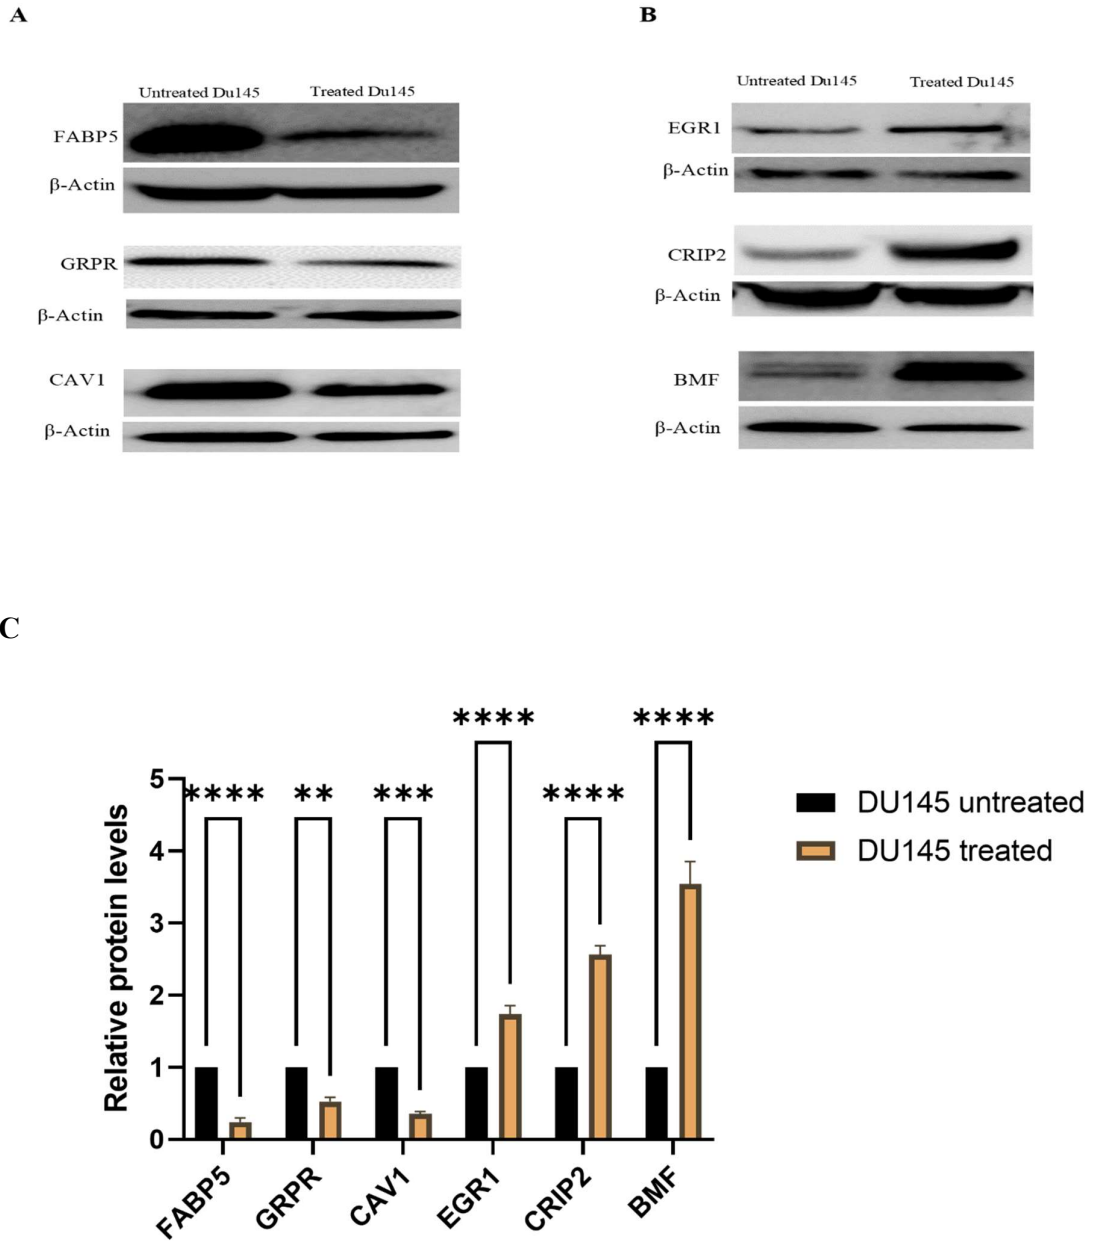 A
B
Untreated Du145 Treated Du145
Untreated Du145 Treated Du145
FABP5
β-Actin
GRPR
β-Actin
CAV1
β-Actin
EGR1
β-Actin
CRIP2
β-Actin
BMF
β-Actin
C
**** ****
**** ** *** ****
DU145 untreated
DU145 treated
Relative protein levels
5
4
3
2
1
0
FABP5 GRPR CAV1 EGR1 CRIP2 BMF